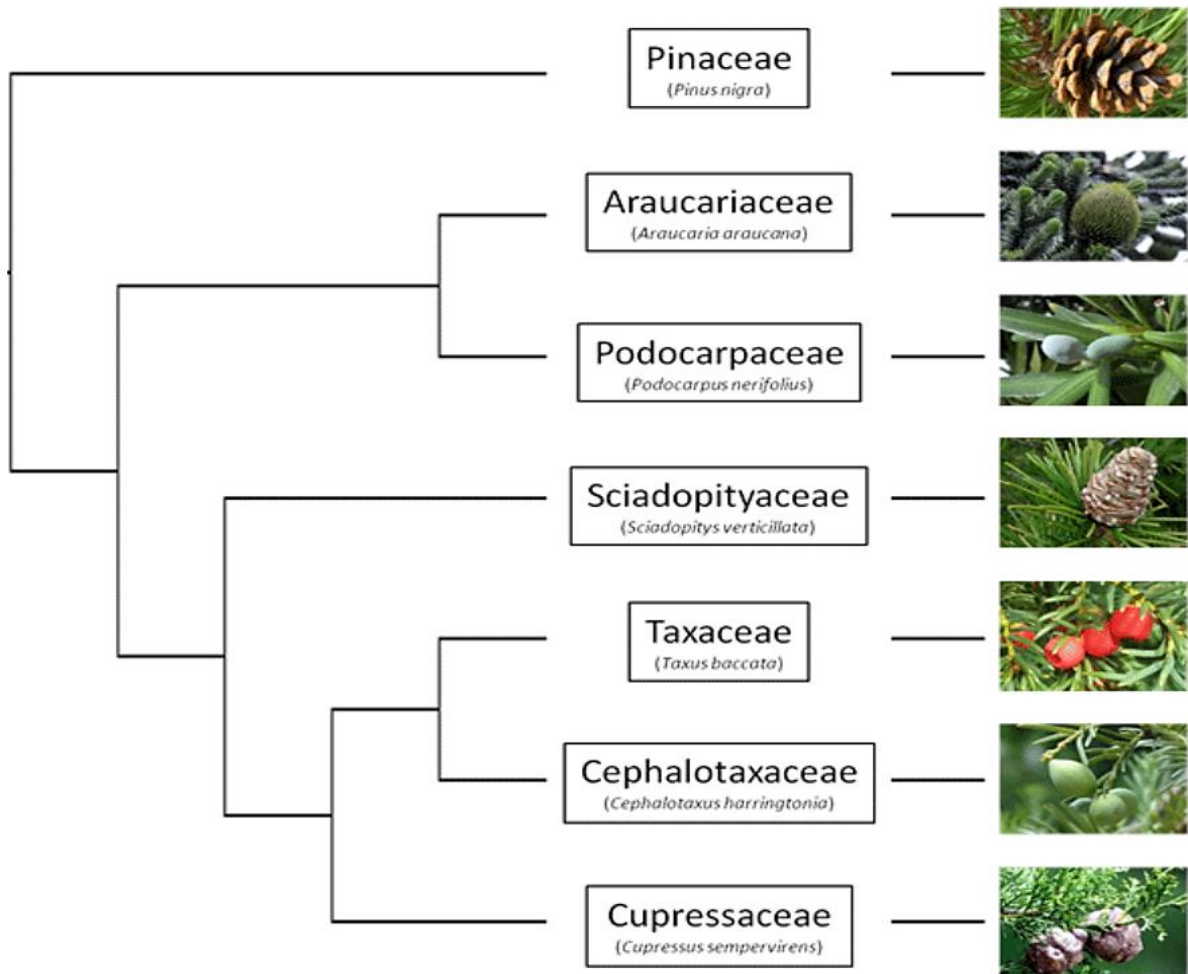 Pinaceae
(Pinus nigra)
Araucariaceae
(Araucaria araucana)
Podocarpaceae
(Podocarpus nerifolius)
Sciadopityaceae
(Sciadopitys verticillata)
Taxaceae
(Taxus baccata)
Cephalotaxaceae
(Cephalotaxus harringtonia)
Cupressaceae
(Cupressus sempervirens)